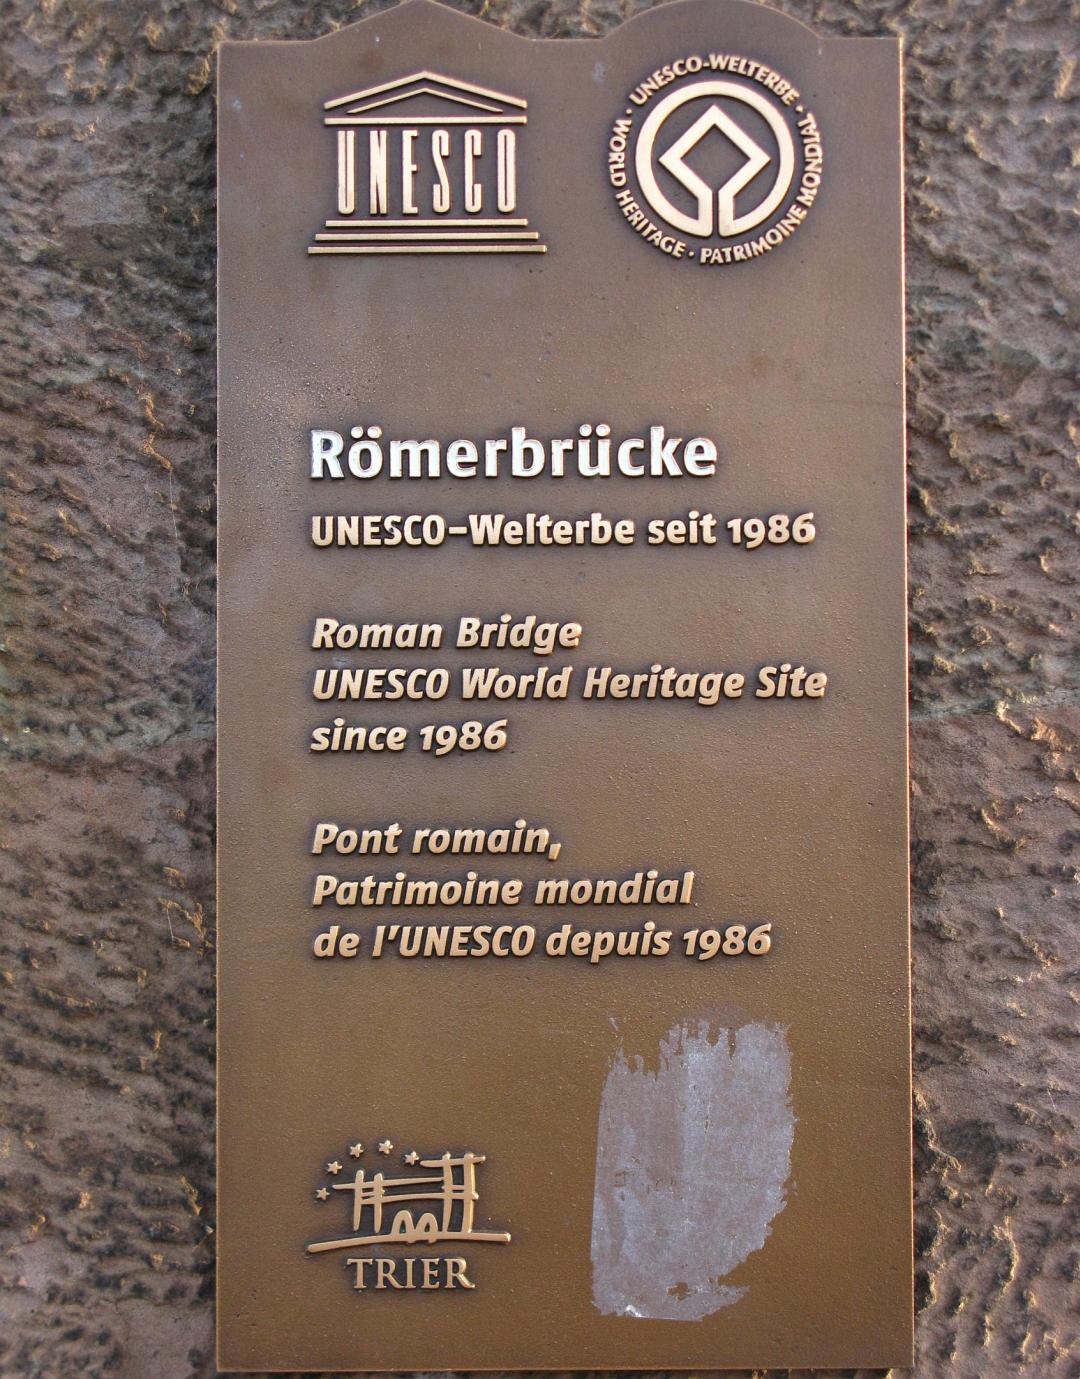 UNESCO
UNESCO-WELTERBE · WORLD HERITAGE · PATRIMOINE MONDIAL ·
Römerbrücke
UNESCO-Welterbe seit 1986
Roman Bridge
UNESCO World Heritage Site
since 1986
Pont romain,
Patrimoine mondial
de l'UNESCO depuis 1986
TRIER